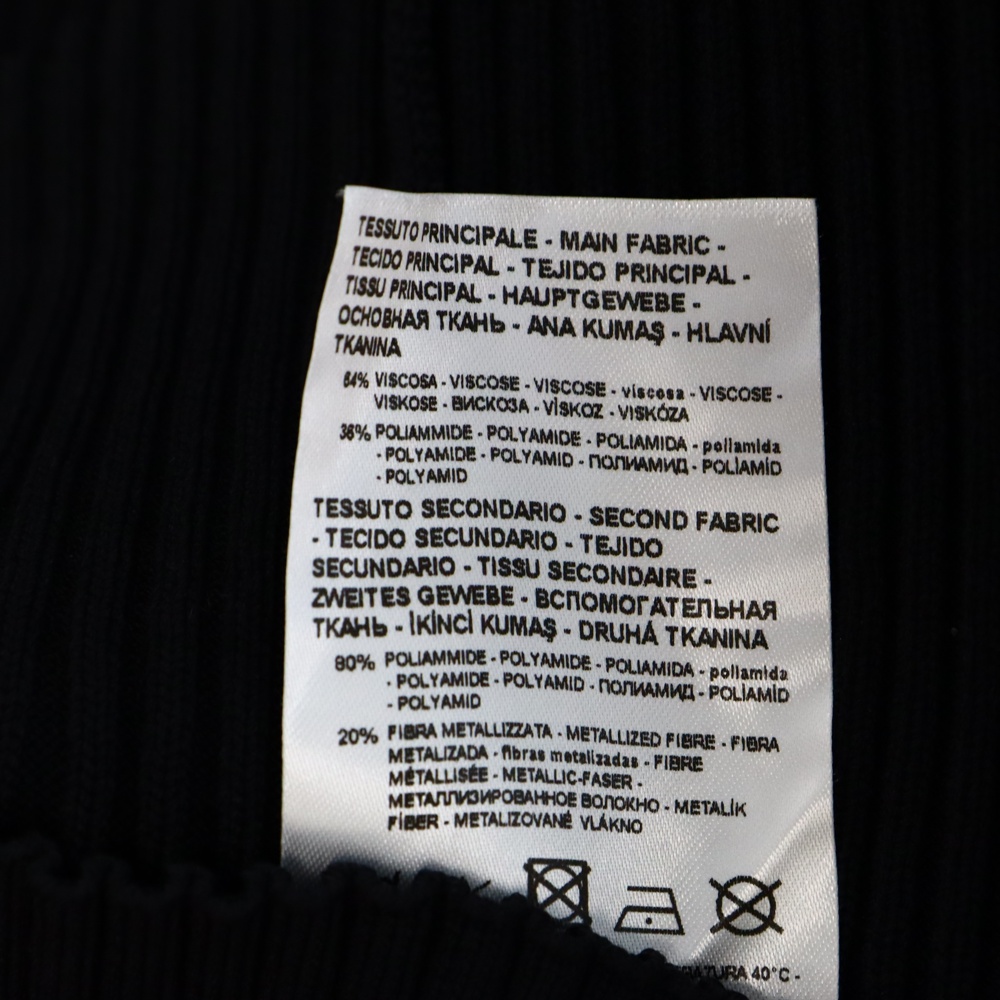 TESSUTO PRINCIPALE - MAIN FABRIC -
TECIDO PRINCIPAL - TEJIDO PRINCIPAL -
TISSU PRINCIPAL - HAUPTGEWEBE -
ОСНОВНАЯ ТКАНЬ - ANA KUMAŞ - HLAVNÍ
TKANINA
64% VISCOSA - VISCOSE - VISCOSE - viscosa - VISCOSE -
VISKOSE - ВИСКОЗА - VİSKOZ - VISKÓZA
36% POLIAMMIDE - POLYAMIDE - POLIAMIDA - poliamida
- POLYAMIDE - POLYAMID - ПОЛИАМИД - POLİAMİD
- POLYAMID
TESSUTO SECONDARIO - SECOND FABRIC
- TECIDO SECUNDARIO - TEJIDO
SECUNDARIO - TISSU SECONDAIRE -
ZWEITES GEWEBE - ВСПОМОГАТЕЛЬНАЯ
ТКАНЬ - İKİNCİ KUMAŞ - DRUHÁ TKANINA
80% POLIAMMIDE - POLYAMIDE - POLIAMIDA - poliamida
- POLYAMIDE - POLYAMID - ПОЛИАМИД - POLİAMİD
- POLYAMID
20% FIBRA METALLIZZATA - METALLIZED FIBRE - FIBRA
METALIZADA - fibras metalizadas - FIBRE
MÉTALLISÉE - METALLIC-FASER -
МЕТАЛЛИЗИРОВАННОЕ ВОЛОКНО - METALİK
FİBER - METALIZOVANÉ VLÁKNO
40°C -